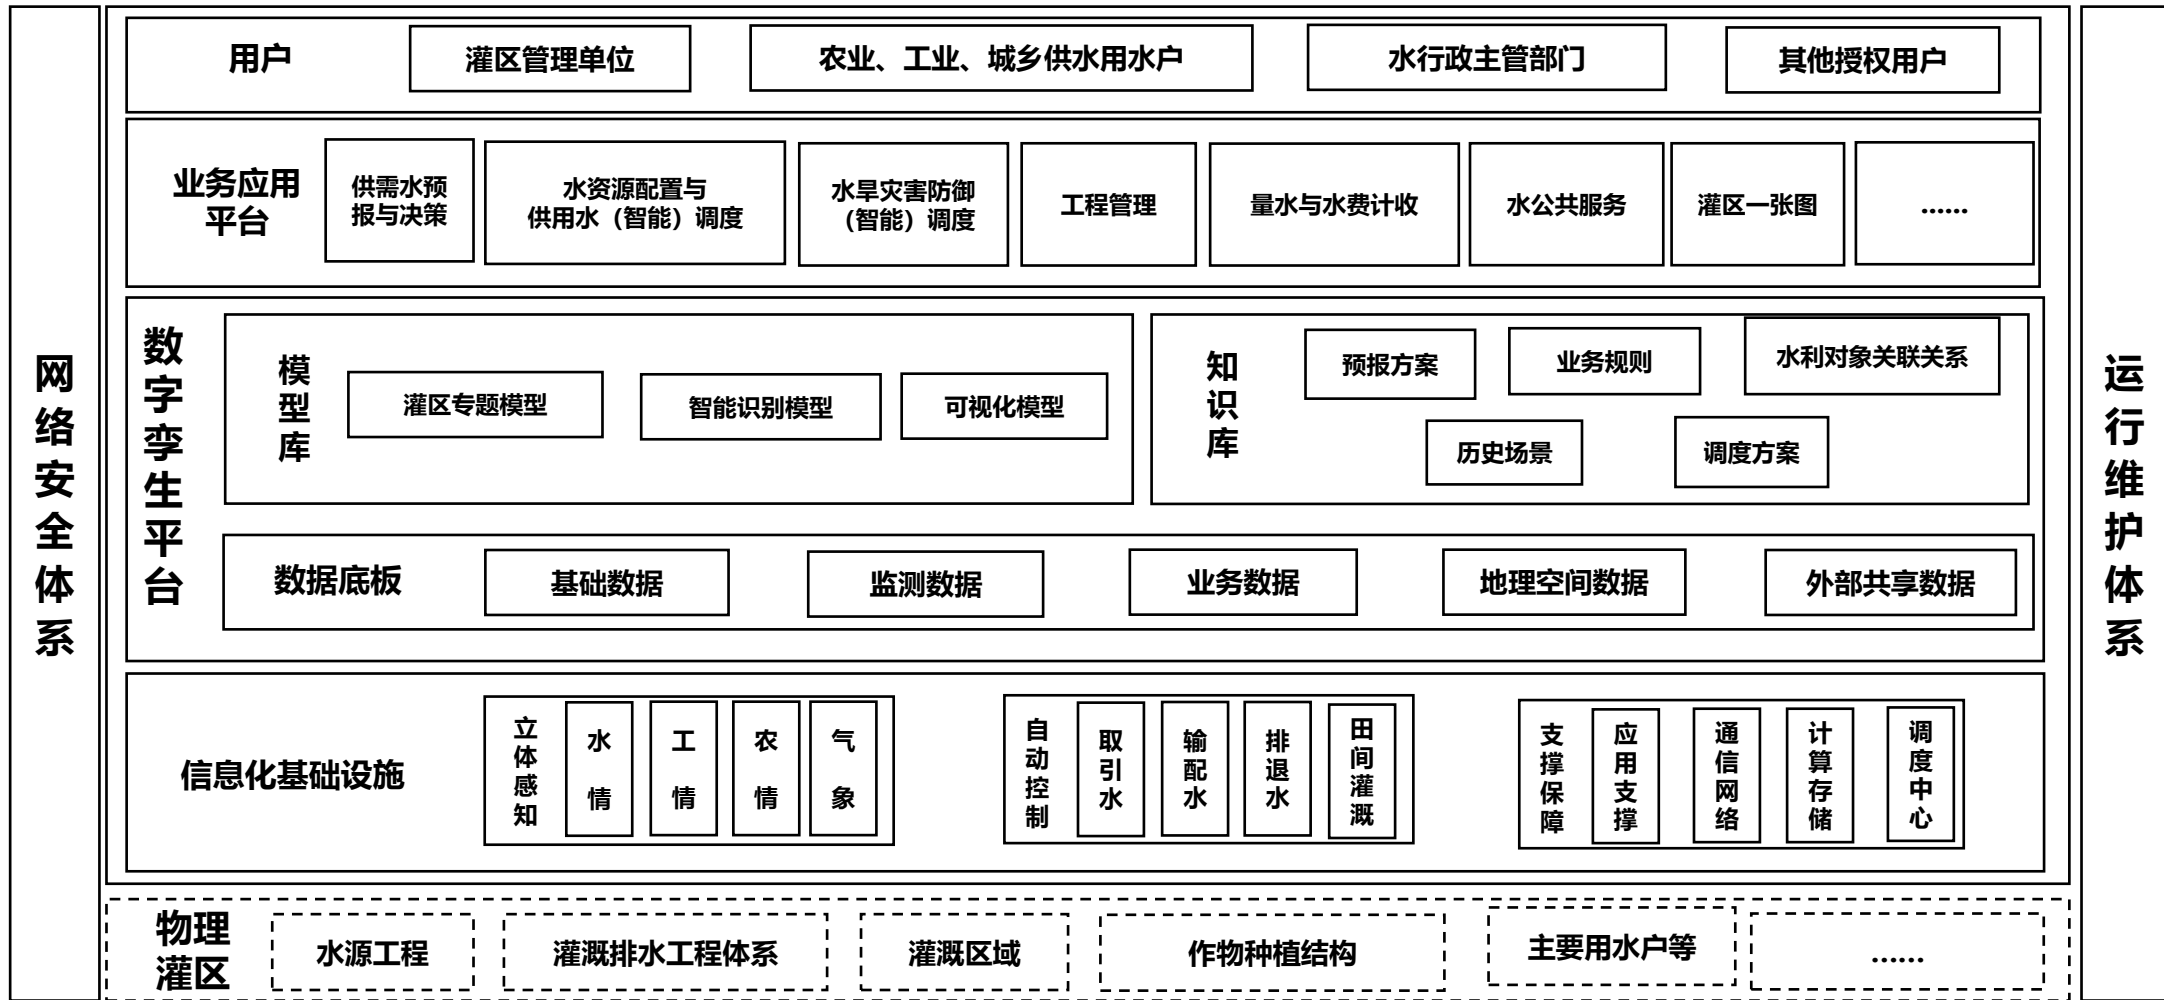 网络安全体系
用户
灌区管理单位
农业、工业、城乡供水用水户
水行政主管部门
其他授权用户
业务应用
平台
供需水预
报与决策
水资源配置与
供用水（智能）调度
水旱灾害防御
（智能）调度
工程管理
量水与水费计收
水公共服务
灌区一张图
……
数字孪生平台
模型库
灌区专题模型
智能识别模型
可视化模型
知识库
预报方案
业务规则
水利对象关联关系
历史场景
调度方案
数据底板
基础数据
监测数据
业务数据
地理空间数据
外部共享数据
信息化基础设施
立体感知
水情
工情
农情
气象
自动控制
取引水
输配水
排退水
田间灌溉
支撑保障
应用支撑
通信网络
计算存储
调度中心
物理
灌区
水源工程
灌溉排水工程体系
灌溉区域
作物种植结构
主要用水户等
……
运行维护体系